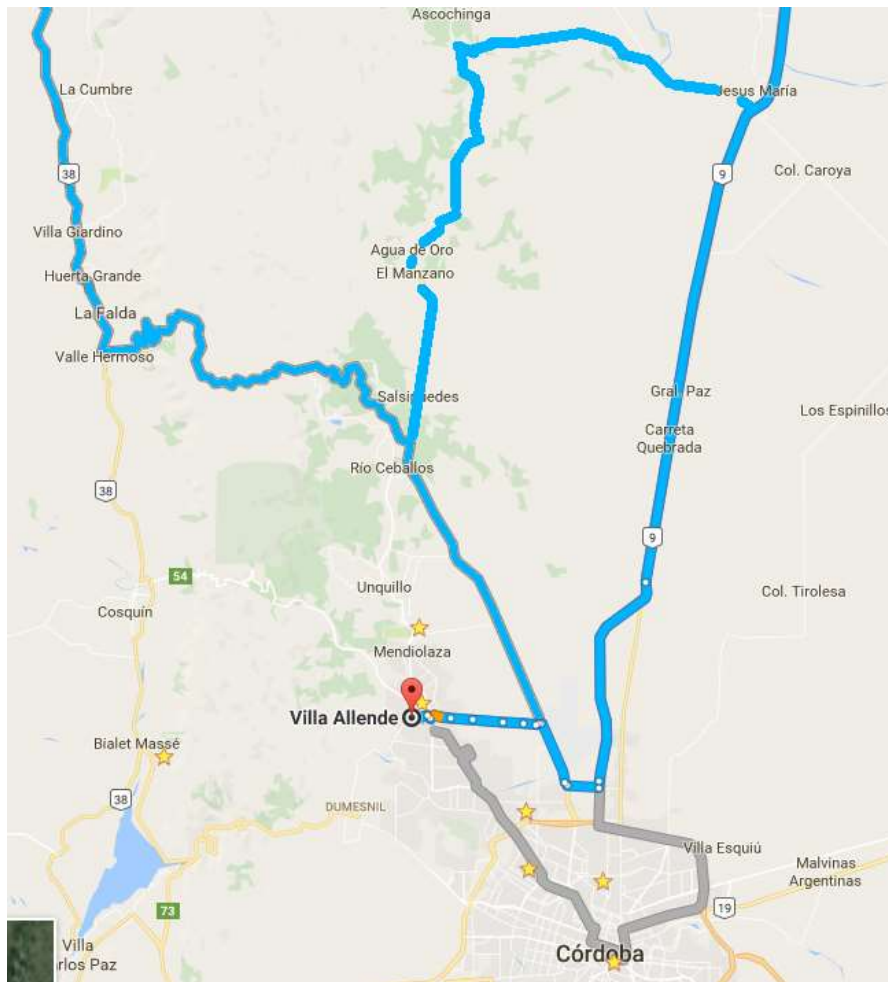 Ascochinga
La Cumbre
Jesus María
38
9
Col. Caroya
Villa Giardino
Agua de Oro
Huerta Grande
El Manzano
La Falda
Valle Hermoso
Salsipuedes
Gral. Paz
Los Espinillos
Carreta
Quebrada
Río Ceballos
38
9
54
Unquillo
Col. Tirolesa
Cosquín
Mendiolaza
Villa Allende
Bialet Massé
38
DUMESNIL
Villa Esquiú
Malvinas
Argentinas
73
19
Villa
rlos Paz
Córdoba